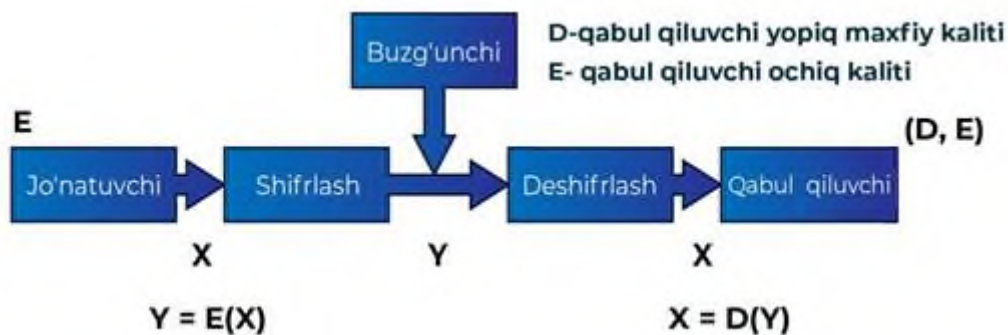 Buzg'unchi
D-qabul qiluvchi yopiq maxfiy kaliti
E- qabul qiluvchi ochiq kaliti
E
(D, E)
Jo'natuvchi
Shifrlash
Deshifrlash
Qabul qiluvchi
X
Y
X
Y = E(X)
X = D(Y)